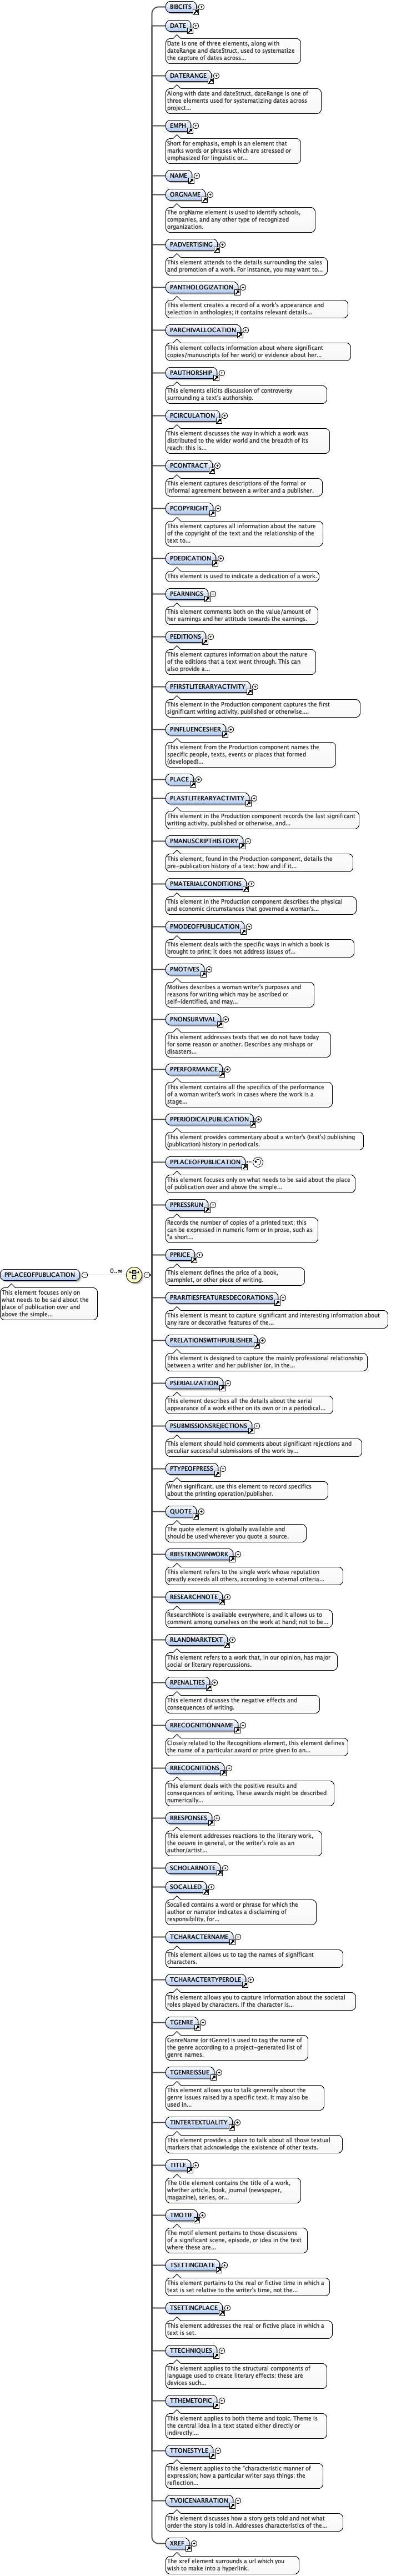 BIBCITS
DATE
Date is one of three elements, along with
dateRange and dateStruct, used to systematize
the capture of dates across...
DATERANGE
Along with date and dateStruct, dateRange is one of
three elements used for systematizing dates across
project...
EMPH
Short for emphasis, emph is an element that
marks words or phrases which are stressed or
emphasized for linguistic or...
NAME
ORGNAME
The orgName element is used to identify schools,
companies, and any other type of recognized
organization.
PADVERTISING
This element attends to the details surrounding the sales
and promotion of a work. For instance, you may want to...
PANTHOLOGIZATION
This element creates a record of a work's appearance and
selection in anthologies; it contains relevant details...
PARCHIVALLOCATION
This element collects information about where significant
copies/manuscripts (of her work) or evidence about her...
PAUTHORSHIP
This elements elicits discussion of controversy
surrounding a text's authorship.
PCIRCULATION
This element discusses the way in which a work was
distributed to the wider world and the breadth of its
reach: this is...
PCONTRACT
This element captures descriptions of the formal or
informal agreement between a writer and a publisher.
PCOPYRIGHT
This element captures all information about the nature
of the copyright of the text and the relationship of the
text to...
PDEDICATION
This element is used to indicate a dedication of a work.
PEARNINGS
This element comments both on the value/amount of
her earnings and her attitude towards the earnings.
PEDITIONS
This element captures information about the nature
of the editions that a text went through. This can
also provide a...
PFIRSTLITERARYACTIVITY
This element in the Production component captures the first
significant writing activity, published or otherwise....
PINFLUENCESHER
This element from the Production component names the
specific people, texts, events or places that formed
(developed)...
PLACE
PLASTLITERARYACTIVITY
This element in the Production component records the last significant
writing activity, published or otherwise, and...
PMANUSCRIPTHISTORY
This element, found in the Production component, details the
pre-publication history of a text: how and if it...
PMATERIALCONDITIONS
This element in the Production component describes the physical
and economic circumstances that governed a woman's...
PMODEOFPUBLICATION
This element deals with the specific ways in which a book is
brought to print; it does not address issues of...
PMOTIVES
Motives describes a woman writer's purposes and
reasons for writing which may be ascribed or
self-identified, and may...
PNONSURVIVAL
This element addresses texts that we do not have today
for some reason or another. Describes any mishaps or
disasters...
PPERFORMANCE
This element contains all the specifics of the performance
of a woman writer's work in cases where the work is a
stage...
PPERIODICALPUBLICATION
This element provides commentary about a writer's (text's) publishing
(publication) history in periodicals.
PPLACEOFPUBLICATION
This element focuses only on what needs to be said about the place
of publication over and above the simple...
PPRESSRUN
Records the number of copies of a printed text; this
can be expressed in numeric form or in prose, such as
"a short...
PPRICE
This element defines the price of a book,
pamphlet, or other piece of writing.
PPLACEOFPUBLICATION
0..∞
This element focuses only on
what needs to be said about the
place of publication over and
above the simple...
PRARITIESFEATURESDECORATIONS
This element is meant to capture significant and interesting information about
any rare or decorative features of the...
PRELATIONSWITHPUBLISHER
This element is designed to capture the mainly professional relationship
between a writer and her publisher (or, in the...
PSERIALIZATION
This element describes all the details about the serial
appearance of a work either on its own or in a periodical...
PSUBMISSIONSREJECTIONS
This element should hold comments about significant rejections and
peculiar successful submissions of the work by...
PTYPEOFPRESS
When significant, use this element to record specifics
about the printing operation/publisher.
QUOTE
The quote element is globally available and
should be used wherever you quote a source.
RBESTKNOWNWORK
This element refers to the single work whose reputation
greatly exceeds all others, according to external criteria...
RESEARCHNOTE
ResearchNote is available everywhere, and it allows us to
comment among ourselves on the work at hand; not to be...
RLANDMARKTEXT
This element refers to a work that, in our opinion, has major
social or literary repercussions.
RPENALTIES
This element discusses the negative effects and
consequences of writing.
RRECOGNITIONNAME
Closely related to the Recognitions element, this element defines
the name of a particular award or prize given to an...
RRECOGNITIONS
This element deals with the positive results and
consequences of writing. These awards might be described
numerically...
RRESPONSES
This element addresses reactions to the literary work,
the oeuvre in general, or the writer's role as an
author/artist...
SCHOLARNOTE
SOCALLED
Socalled contains a word or phrase for which the
author or narrator indicates a disclaiming of
responsibility, for...
TCHARACTERNAME
This element allows us to tag the names of significant
characters.
TCHARACTERTYPEROLE
This element allows you to capture information about the societal
roles played by characters. If the character is...
TGENRE
GenreName (or tGenre) is used to tag the name of
the genre according to a project-generated list of
genre names.
TGENREISSUE
This element allows you to talk generally about the
genre issues raised by a specific text. It may also be
used in...
TINTERTEXTUALITY
This element provides a place to talk about all those textual
markers that acknowledge the existence of other texts.
TITLE
The title element contains the title of a work,
whether article, book, journal (newspaper,
magazine), series, or...
TMOTIF
The motif element pertains to those discussions
of a significant scene, episode, or idea in the text
where these are...
TSETTINGDATE
This element pertains to the real or fictive time in which a
text is set relative to the writer's time, not the...
TSETTINGPLACE
This element addresses the real or fictive place in which a
text is set.
TTECHNIQUES
This element applies to the structural components of
language used to create literary effects: these are
devices such...
TTHEMETOPIC
This element applies to both theme and topic. Theme is
the central idea in a text stated either directly or
indirectly;...
TTONESTYLE
This element applies to the "characteristic manner of
expression; how a particular writer says things; the
reflection...
TVOICENARRATION
This element discusses how a story gets told and not what
order the story is told in. Addresses characteristics of the...
XREF
The xref element surrounds a url which you
wish to make into a hyperlink.